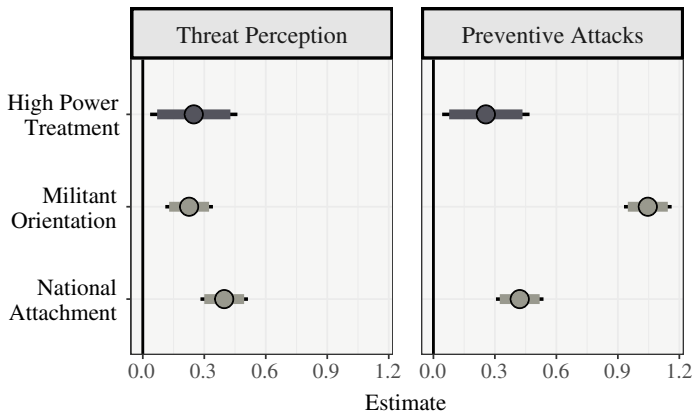 Threat Perception
Preventive Attacks
High Power
Treatment
Militant
Orientation
National
Attachment
0.0 0.3 0.6 0.9 1.2
0.0 0.3 0.6 0.9 1.2
Estimate